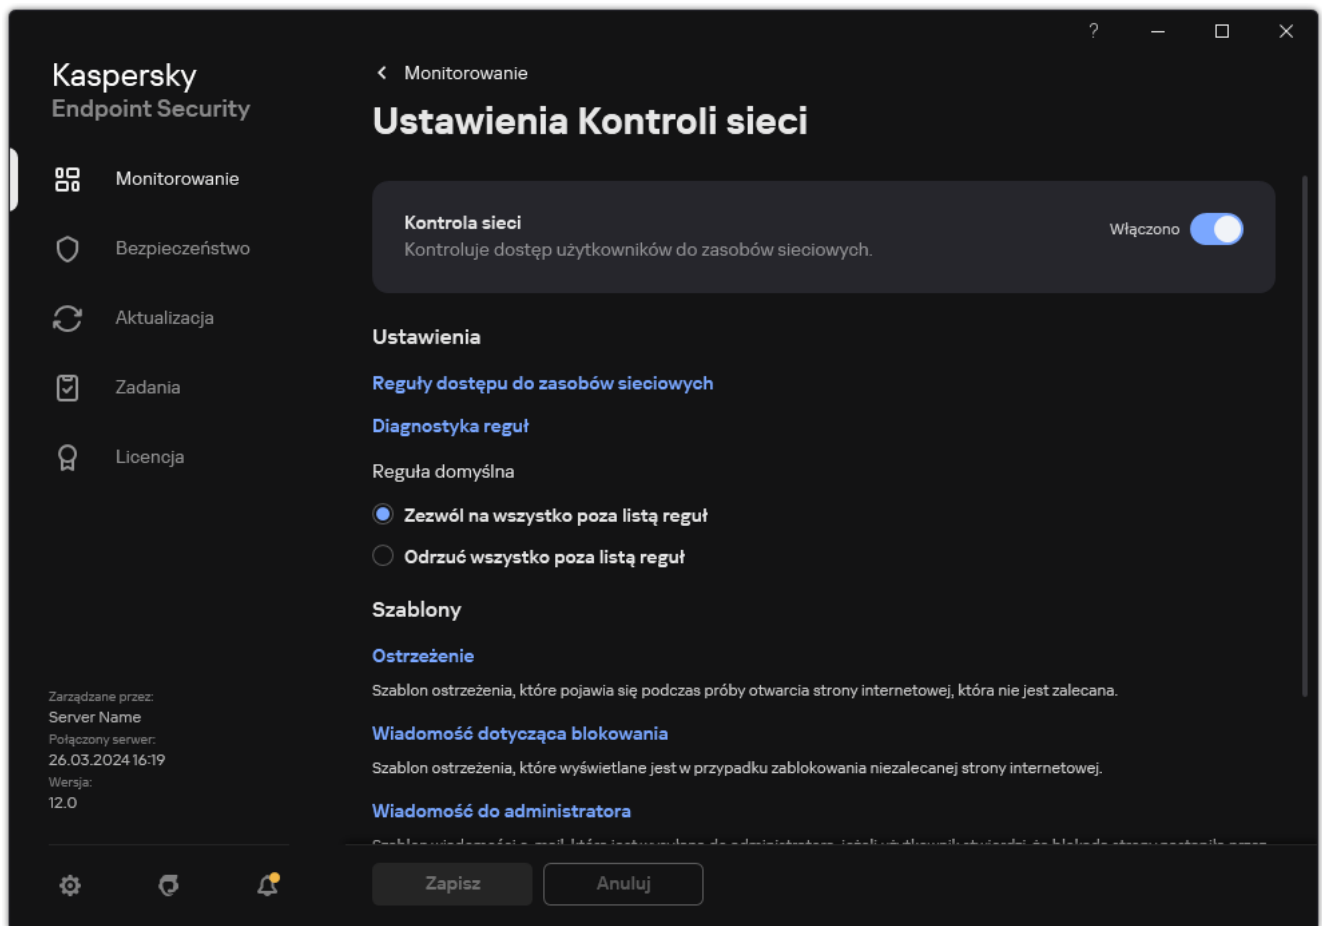 ?
Kaspersky
Endpoint Security
Monitorowanie
Bezpieczeństwo
Aktualizacja
Zadania
Licencja
Zarządzane przez:
Server Name
Połączony serwer:
26.03.2024 16:19
Wersja:
12.0
Monitorowanie
Ustawienia Kontroli sieci
Kontrola sieci
Kontroluje dostęp użytkowników do zasobów sieciowych.
Włączono
Ustawienia
Reguły dostępu do zasobów sieciowych
Diagnostyka reguł
Reguła domyślna
Zezwól na wszystko poza listą reguł
Odrzuć wszystko poza listą reguł
Szablony
Ostrzeżenie
Szablon ostrzeżenia, które pojawia się podczas próby otwarcia strony internetowej, która nie jest zalecana.
Wiadomość dotycząca blokowania
Szablon ostrzeżenia, które wyświetlane jest w przypadku zablokowania niezalecanej strony internetowej.
Wiadomość do administratora
Zapisz
Anuluj